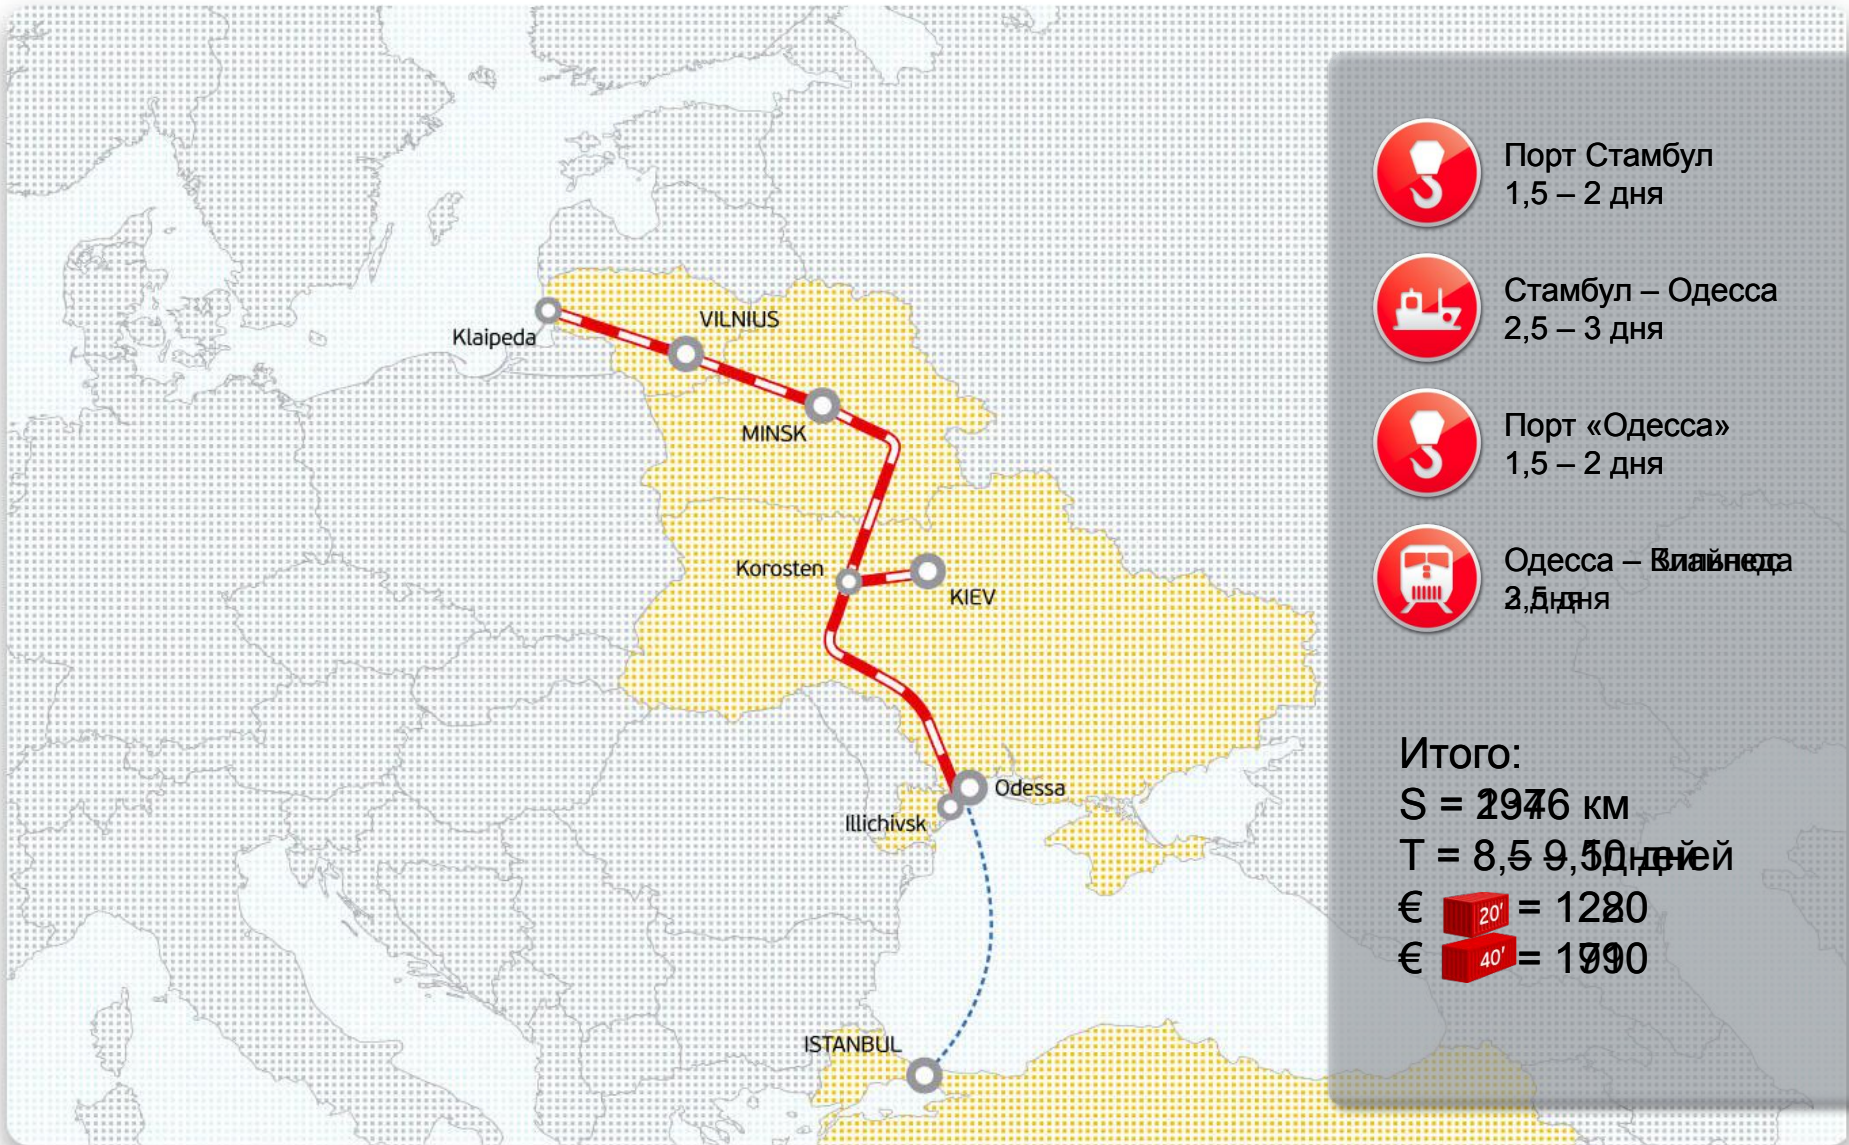 Klaipeda
VILNIUS
MINSK
Korosten
KIEV
Odessa
Illichivsk
ISTANBUL
Порт Стамбул
1,5 – 2 дня
Стамбул – Одесса
2,5 – 3 дня
Порт «Одесса»
1,5 – 2 дня
Одесса –
Итого:
S = км
T = 8,5
€ 20' =
€ 40' =